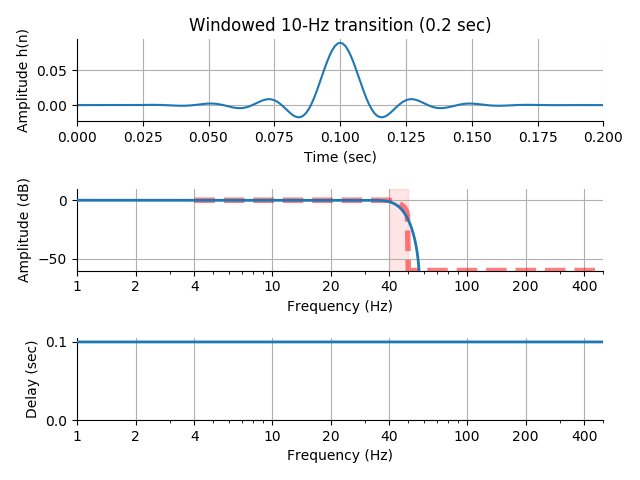 Windowed 10-Hz transition (0.2 sec)
Amplitude h(n)
0.05
0.00
0.000 0.025 0.050 0.075 0.100 0.125 0.150 0.175 0.200
Time (sec)
Amplitude (dB)
0
−50
1 2 4 10 20 40 100 200 400
Frequency (Hz)
Delay (sec)
0.1
0.0
1 2 4 10 20 40 100 200 400
Frequency (Hz)